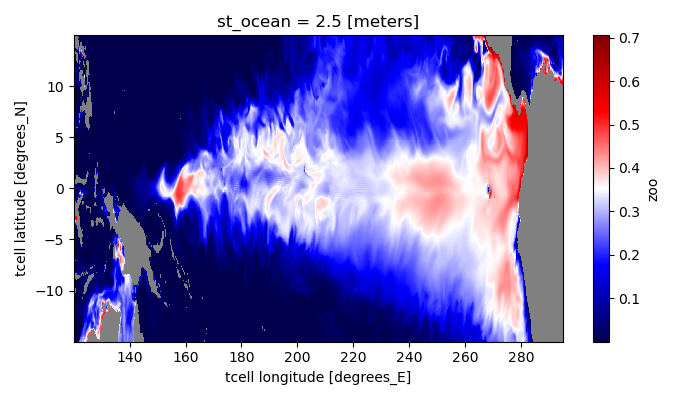 st_ocean = 2.5 [meters]
10
5
0
−5
−10
tcell latitude [degrees_N]
140 160 180 200 220 240 260 280
tcell longitude [degrees_E]
0.7
0.6
0.5
0.4
0.3
0.2
0.1
zoo